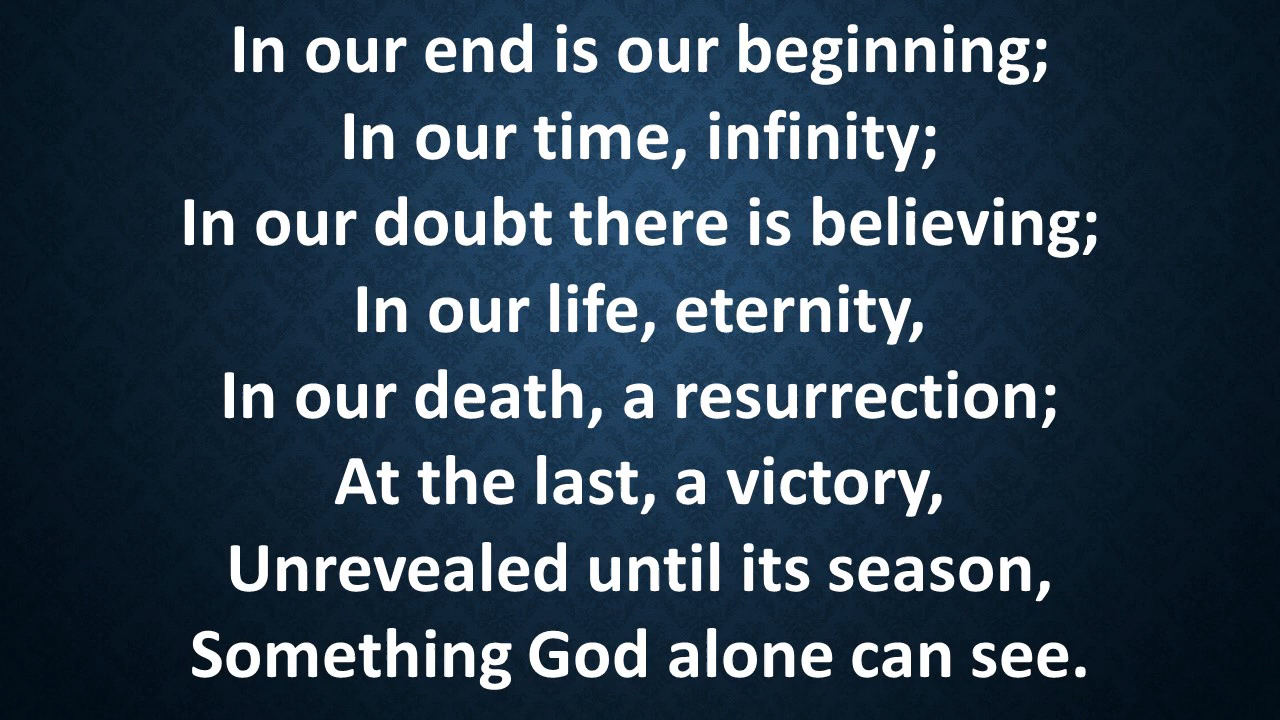 In our end is our beginning;
In our time, infinity;
In our doubt there is believing;
In our life, eternity,
In our death, a resurrection;
At the last, a victory,
Unrevealed until its season,
Something God alone can see.